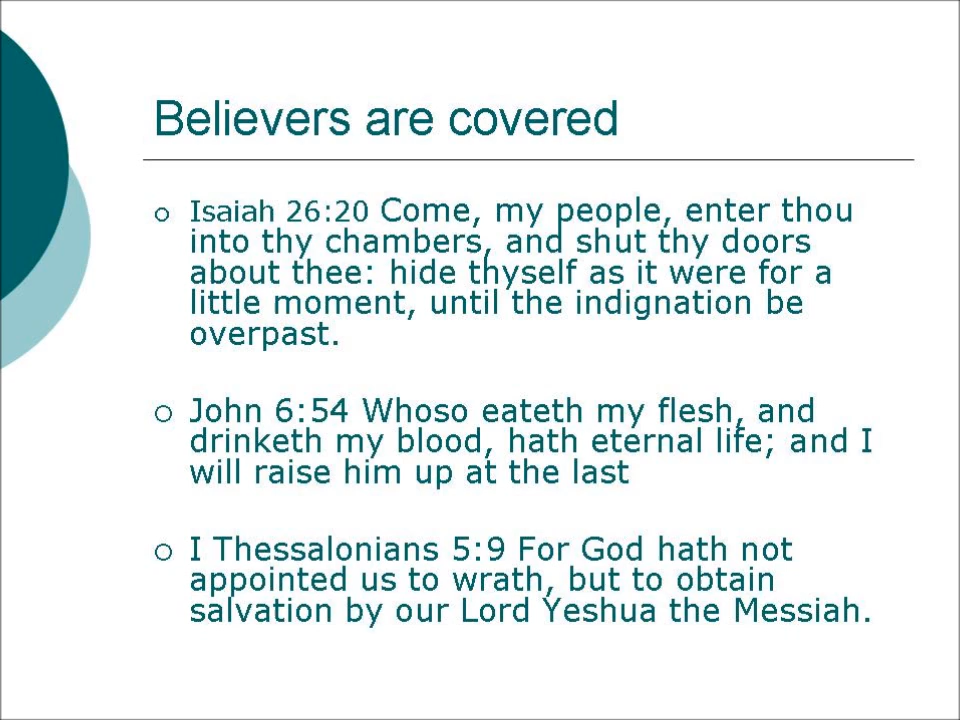 Believers are covered
Isaiah 26:20 Come, my people, enter thou
into thy chambers, and shut thy doors
about thee: hide thyself as it were for a
little moment, until the indignation be
overpast.
John 6:54 Whoso eateth my flesh, and
drinketh my blood, hath eternal life; and I
will raise him up at the last
I Thessalonians 5:9 For God hath not
appointed us to wrath, but to obtain
salvation by our Lord Yeshua the Messiah.